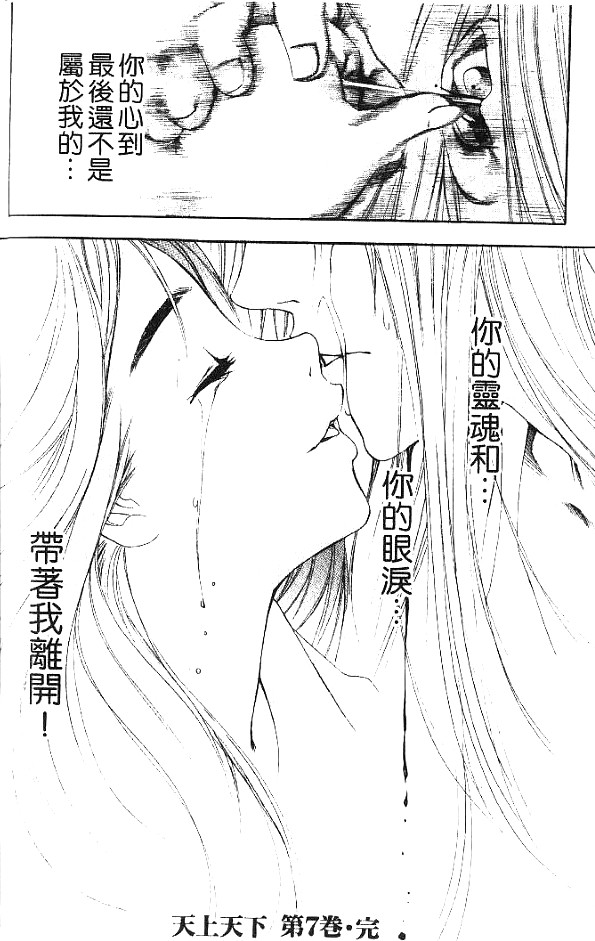 你的心到
最後還不是
屬於我的…
你的靈魂和…
你的眼淚…
帶著我離開！
天上天下 第7卷・完